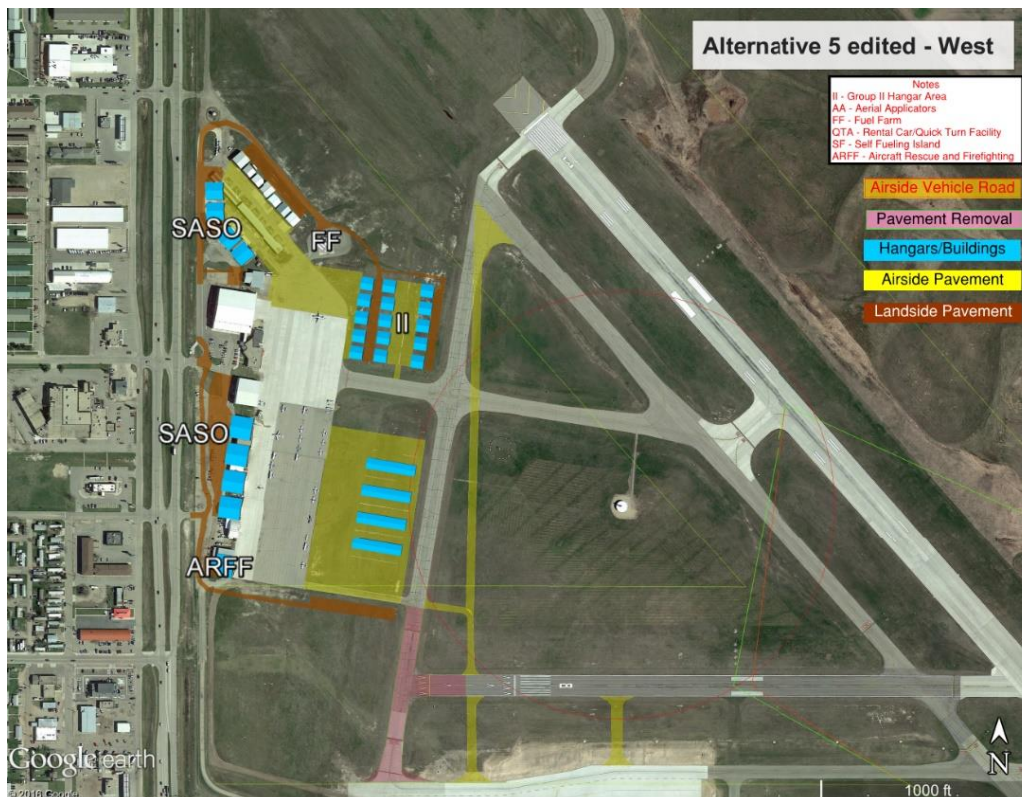 Alternative 5 edited - West
Notes
II - Group II Hangar Area
AA - Aerial Applicators
FF - Fuel Farm
QTA - Rental Car/Quick Turn Facility
SF - Self Fueling Island
ARFF - Aircraft Rescue and Firefighting
Airside Vehicle Road
Pavement Removal
Hangars/Buildings
Airside Pavement
Landside Pavement
SASO
FF
II
SASO
ARFF
Google earth
© 2016 Google
N
1000 ft